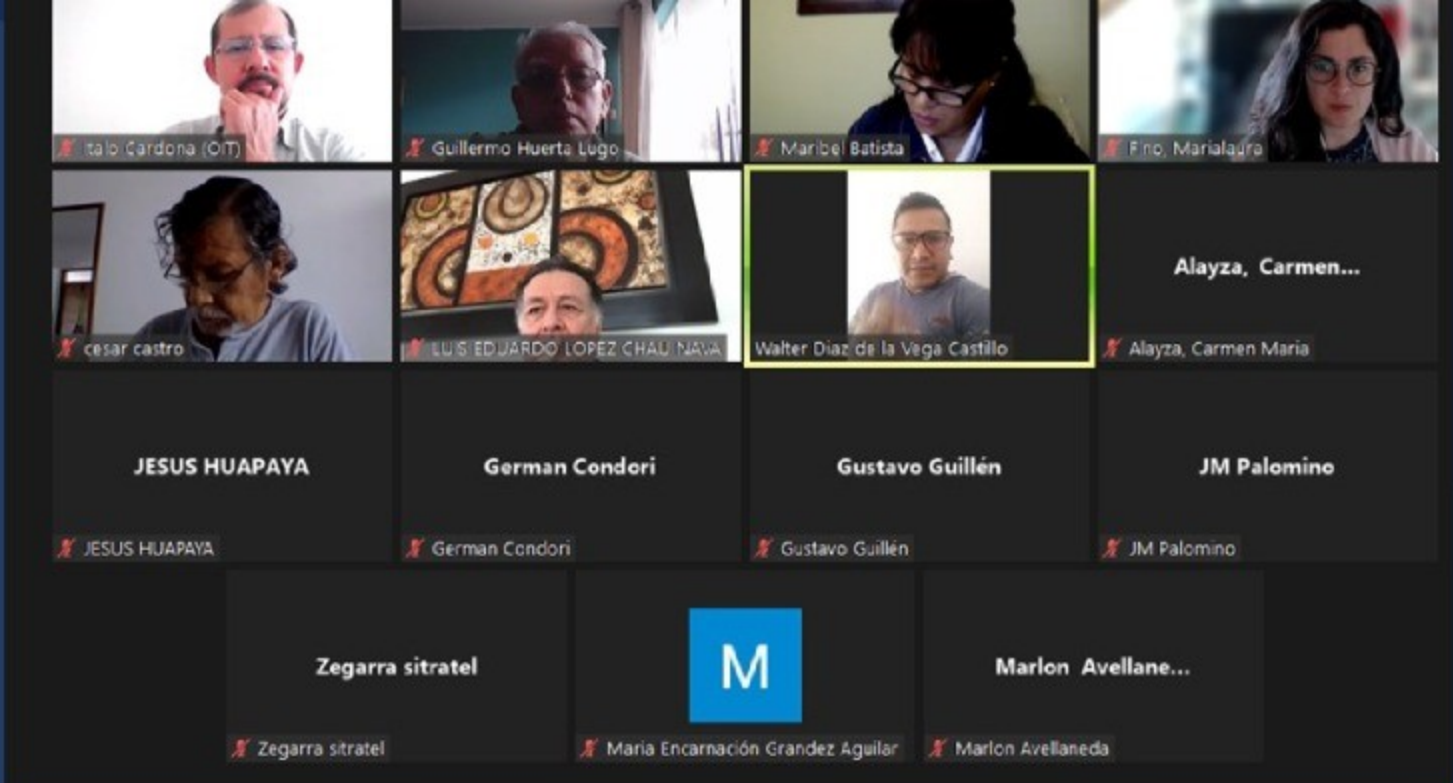 Italo Cardona (OIT)
Guillermo Huerta Lugo
Maribel Batista
Fino, Marialaura
cesar castro
LUIS EDUARDO LOPEZ CHAU NAVA
Walter Diaz de la Vega Castillo
Alayza, Carmen...
Alayza, Carmen Maria
JESUS HUAPAYA
German Condori
Gustavo Guillén
JM Palomino
JESUS HUAPAYA
German Condori
Gustavo Guillén
JM Palomino
Zegarra sitratel
M
Marlon Avellane...
Zegarra sitratel
Maria Encarnación Grandez Aguilar
Marlon Avellaneda